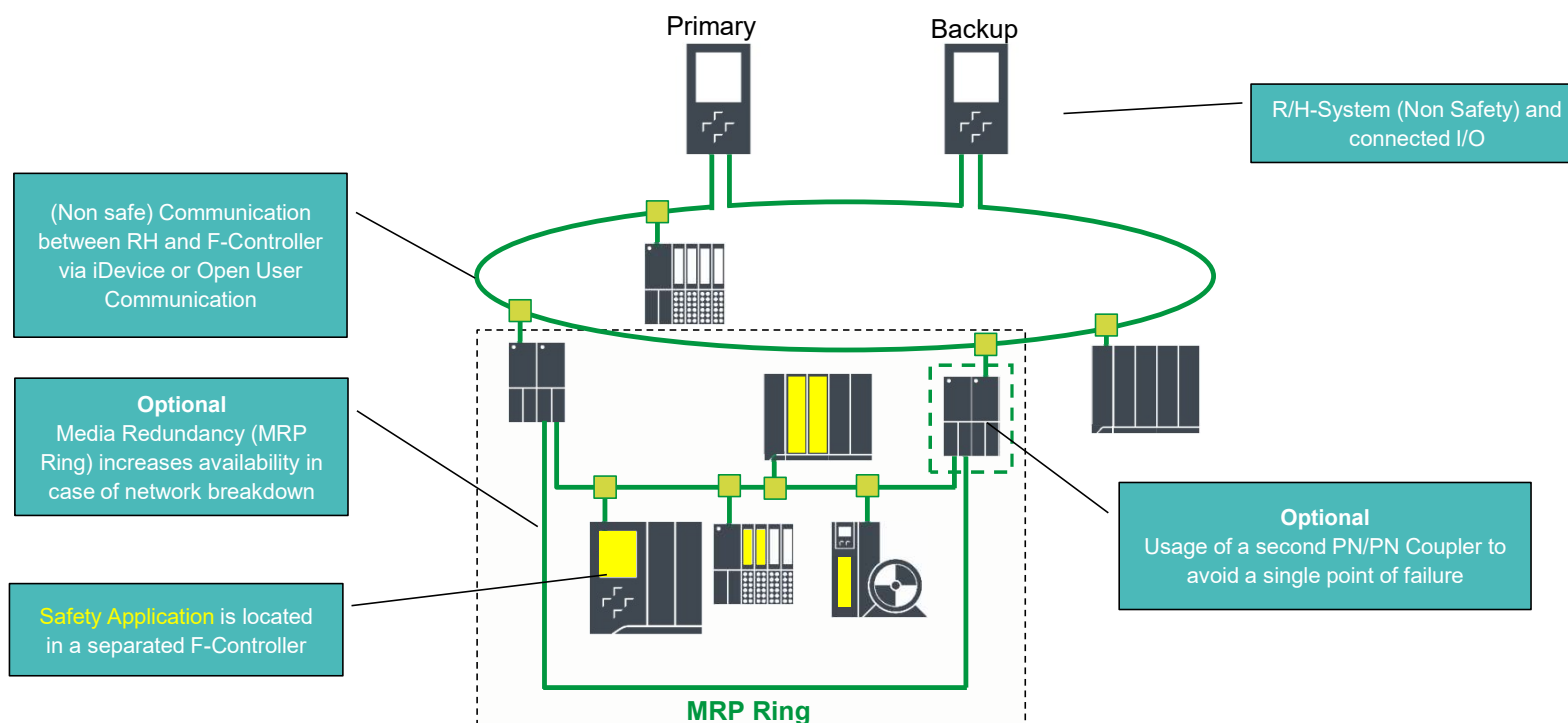 Primary
Backup
R/H-System (Non Safety) and
connected I/O
(Non safe) Communication
between RH and F-Controller
via iDevice or Open User
Communication
Optional
Media Redundancy (MRP
Ring) increases availability in
case of network breakdown
Optional
Usage of a second PN/PN Coupler to
avoid a single point of failure
Safety Application is located
in a separated F-Controller
MRP Ring